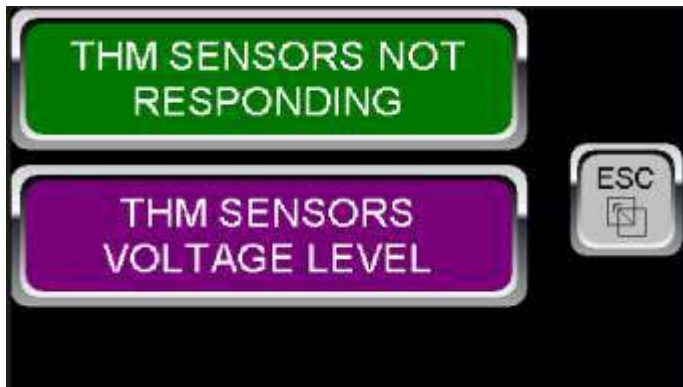 THM SENSORS NOT
RESPONDING
ESC
THM SENSORS
VOLTAGE LEVEL